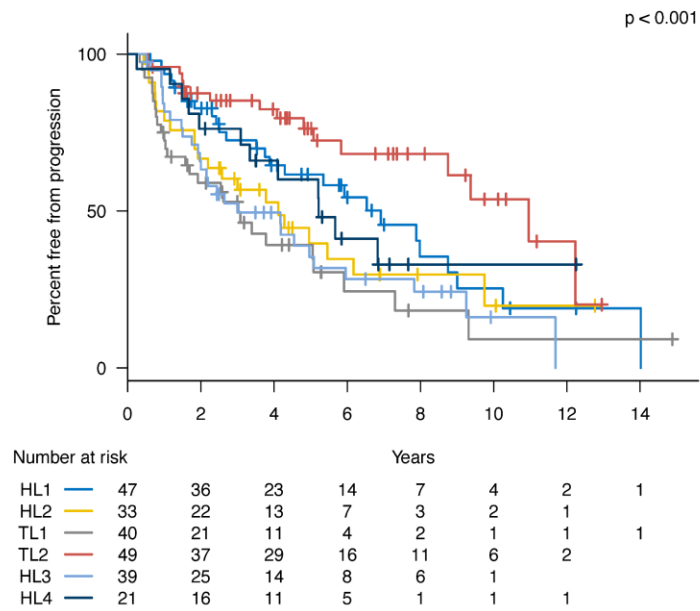 p < 0.001
Percent free from progression
100
50
0
0 2 4 6 8 10 12 14
Number at risk Years
HL1 47 36 23 14 7 4 2 1
HL2 33 22 13 7 3 2 1
TL1 40 21 11 4 2 1 1 1
TL2 49 37 29 16 11 6 2
HL3 39 25 14 8 6 1
HL4 21 16 11 5 1 1 1